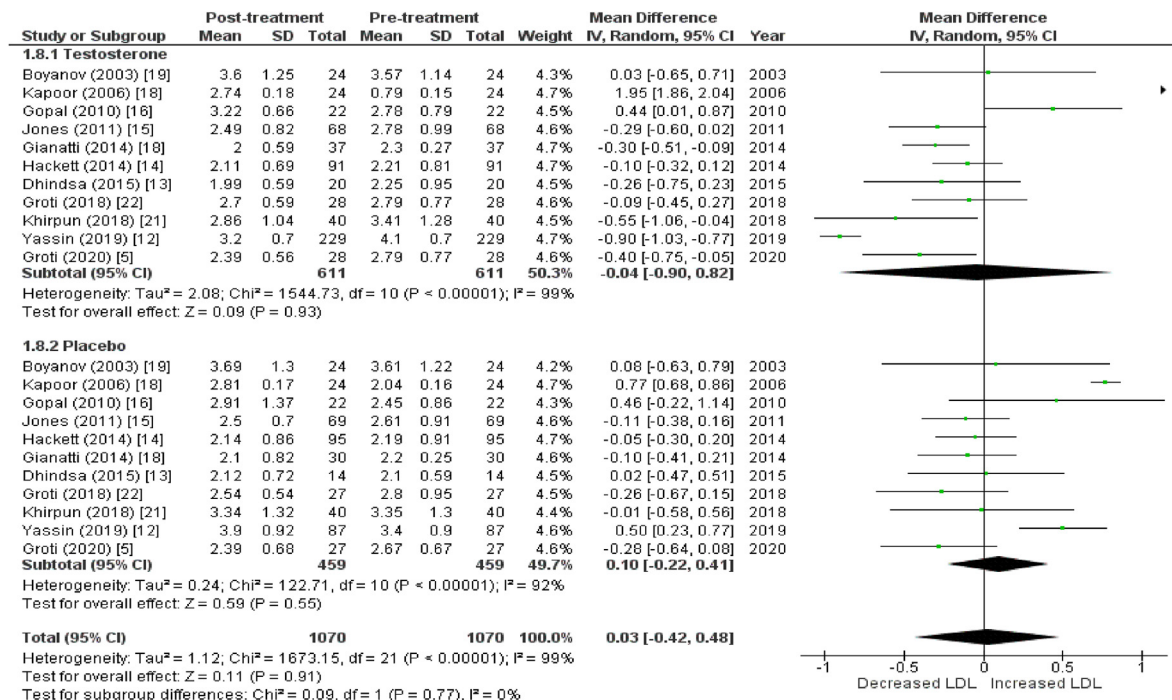 Post-treatment Pre-treatment Mean Difference Mean Difference
Study or Subgroup Mean SD Total Mean SD Total Weight IV, Random, 95% CI Year IV, Random, 95% CI
1.8.1 Testosterone
Boyanov (2003) [19] 3.6 1.25 24 3.57 1.14 24 4.3% 0.03 [-0.65, 0.71] 2003
Kapoor (2006) [18] 2.74 0.18 24 0.79 0.15 24 4.7% 1.95 [1.86, 2.04] 2006
Gopal (2010) [16] 3.22 0.66 22 2.78 0.79 22 4.5% 0.44 [0.01, 0.87] 2010
Jones (2011) [15] 2.49 0.82 68 2.78 0.99 68 4.6% -0.29 [-0.60, 0.02] 2011
Gianatti (2014) [18] 2 0.59 37 2.3 0.27 37 4.7% -0.30 [-0.51, -0.09] 2014
Hackett (2014) [14] 2.11 0.69 91 2.21 0.81 91 4.7% -0.10 [-0.32, 0.12] 2014
Dhindsa (2015) [13] 1.99 0.59 20 2.25 0.95 20 4.5% -0.26 [-0.75, 0.23] 2015
Groti (2018) [22] 2.7 0.59 28 2.79 0.77 28 4.6% -0.09 [-0.45, 0.27] 2018
Khirpun (2018) [21] 2.86 1.04 40 3.41 1.28 40 4.4% -0.55 [-1.06, -0.04] 2018
Yassin (2019) [12] 3.2 0.7 229 4.1 0.7 229 4.7% -0.90 [-1.03, -0.77] 2019
Groti (2020) [5] 2.39 0.56 28 2.79 0.77 28 4.6% -0.40 [-0.75, -0.05] 2020
Subtotal (95% CI) 611 611 50.3% -0.04 [-0.90, 0.82]
Heterogeneity: Tau² = 2.08; Chi² = 1544.73, df = 10 (P < 0.00001); I² = 99%
Test for overall effect: Z = 0.09 (P = 0.93)
1.8.2 Placebo
Boyanov (2003) [19] 3.69 1.3 24 3.61 1.22 24 4.2% 0.08 [-0.63, 0.79] 2003
Kapoor (2006) [18] 2.81 0.17 24 2.04 0.16 24 4.7% 0.77 [0.68, 0.86] 2006
Gopal (2010) [16] 2.91 1.37 22 2.45 0.86 22 4.3% 0.46 [-0.22, 1.14] 2010
Jones (2011) [15] 2.5 0.7 69 2.61 0.91 69 4.6% -0.11 [-0.38, 0.16] 2011
Hackett (2014) [14] 2.14 0.86 95 2.19 0.91 95 4.6% -0.05 [-0.30, 0.20] 2014
Gianatti (2014) [18] 2.1 0.82 30 2.2 0.25 30 4.6% -0.10 [-0.41, 0.21] 2014
Dhindsa (2015) [13] 2.12 0.72 14 2.1 0.59 14 4.5% 0.02 [-0.47, 0.51] 2015
Groti (2018) [22] 2.54 0.54 27 2.8 0.95 27 4.5% -0.26 [-0.67, 0.15] 2018
Khirpun (2018) [21] 3.34 1.32 40 3.35 1.3 40 4.4% -0.01 [-0.58, 0.56] 2018
Yassin (2019) [12] 3.9 0.92 87 3.4 0.9 87 4.6% 0.50 [0.23, 0.77] 2019
Groti (2020) [5] 2.39 0.68 27 2.67 0.67 27 4.6% -0.28 [-0.64, 0.08] 2020
Subtotal (95% CI) 459 459 49.7% 0.10 [-0.22, 0.41]
Heterogeneity: Tau² = 0.24; Chi² = 122.71, df = 10 (P < 0.00001); I² = 92%
Test for overall effect: Z = 0.59 (P = 0.55)
Total (95% CI) 1070 1070 100.0% 0.03 [-0.42, 0.48]
Heterogeneity: Tau² = 1.12; Chi² = 1673.15, df = 21 (P < 0.00001); I² = 99%
Test for overall effect: Z = 0.11 (P = 0.91)
Test for subgroup differences: Chi² = 0.09, df = 1 (P = 0.77), I² = 0%
-1 -0.5 0 0.5 1
Decreased LDL Increased LDL